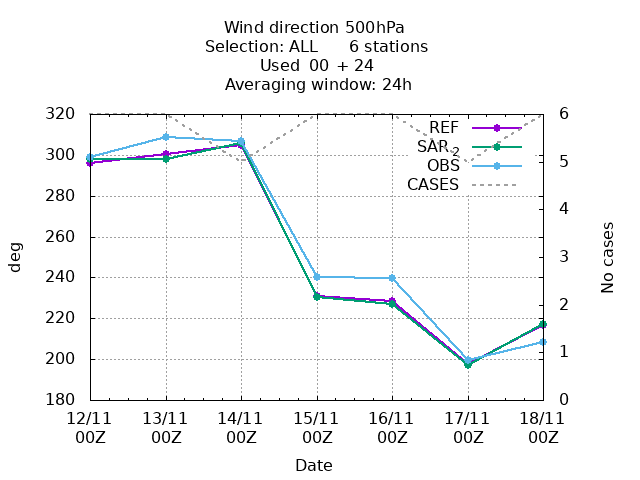 Wind direction 500hPa
Selection: ALL      6 stations
Used  00 + 24
Averaging window: 24h
320
300
280
260
240
220
200
180
deg
6
5
4
3
2
1
0
No cases
REF
SAR 2
OBS
CASES
12/11 13/11 14/11 15/11 16/11 17/11 18/11
00Z 00Z 00Z 00Z 00Z 00Z 00Z
Date